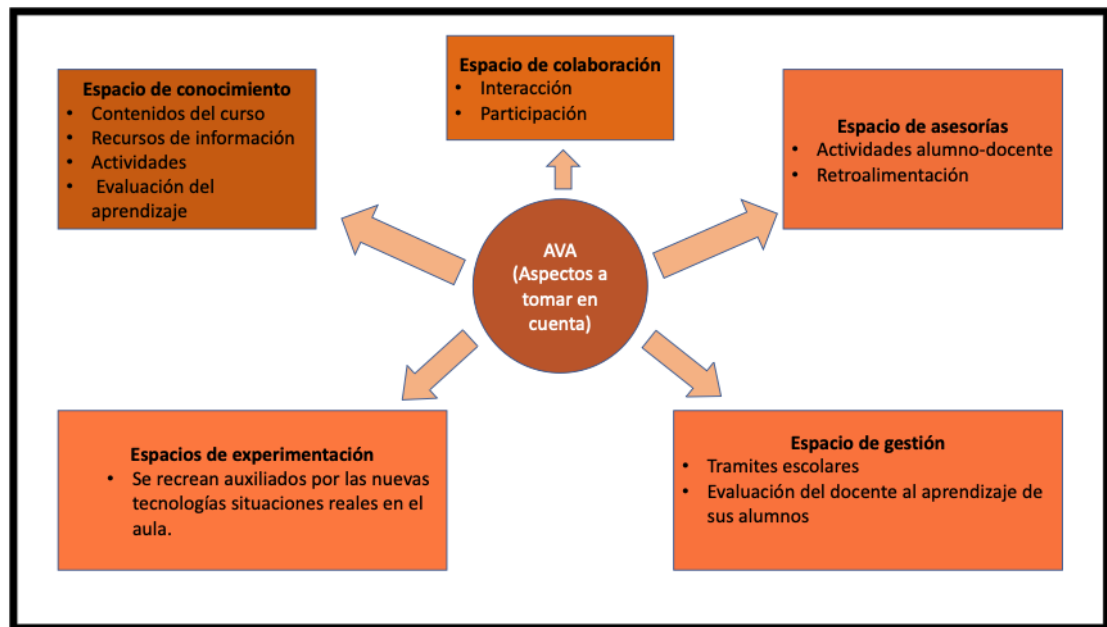 Espacio de conocimiento
• Contenidos del curso
• Recursos de información
• Actividades
• Evaluación del
aprendizaje
Espacio de colaboración
• Interacción
• Participación
Espacio de asesorías
• Actividades alumno-docente
• Retroalimentación
AVA
(Aspectos a
tomar en
cuenta)
Espacios de experimentación
• Se recrean auxiliados por las nuevas
tecnologías situaciones reales en el
aula.
Espacio de gestión
• Tramites escolares
• Evaluación del docente al aprendizaje de
sus alumnos